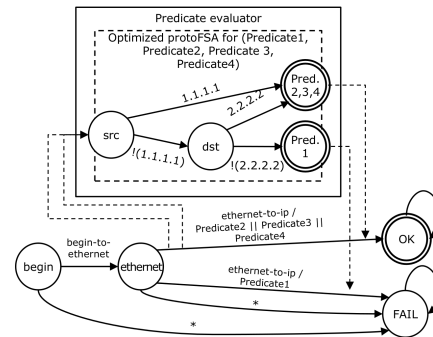 Predicate evaluator
Optimized protoFSA for (Predicate1,
Predicate2, Predicate 3,
Predicate4)
1.1.1.1
Pred.
2,3,4
src
2.2.2.2
dst
!(1.1.1.1)
Pred.
1
!(2.2.2.2)
ethernet-to-ip /
Predicate2 || Predicate3 ||
Predicate4
OK
begin-to-
ethernet
begin
ethernet
ethernet-to-ip /
Predicate1
*
FAIL
*